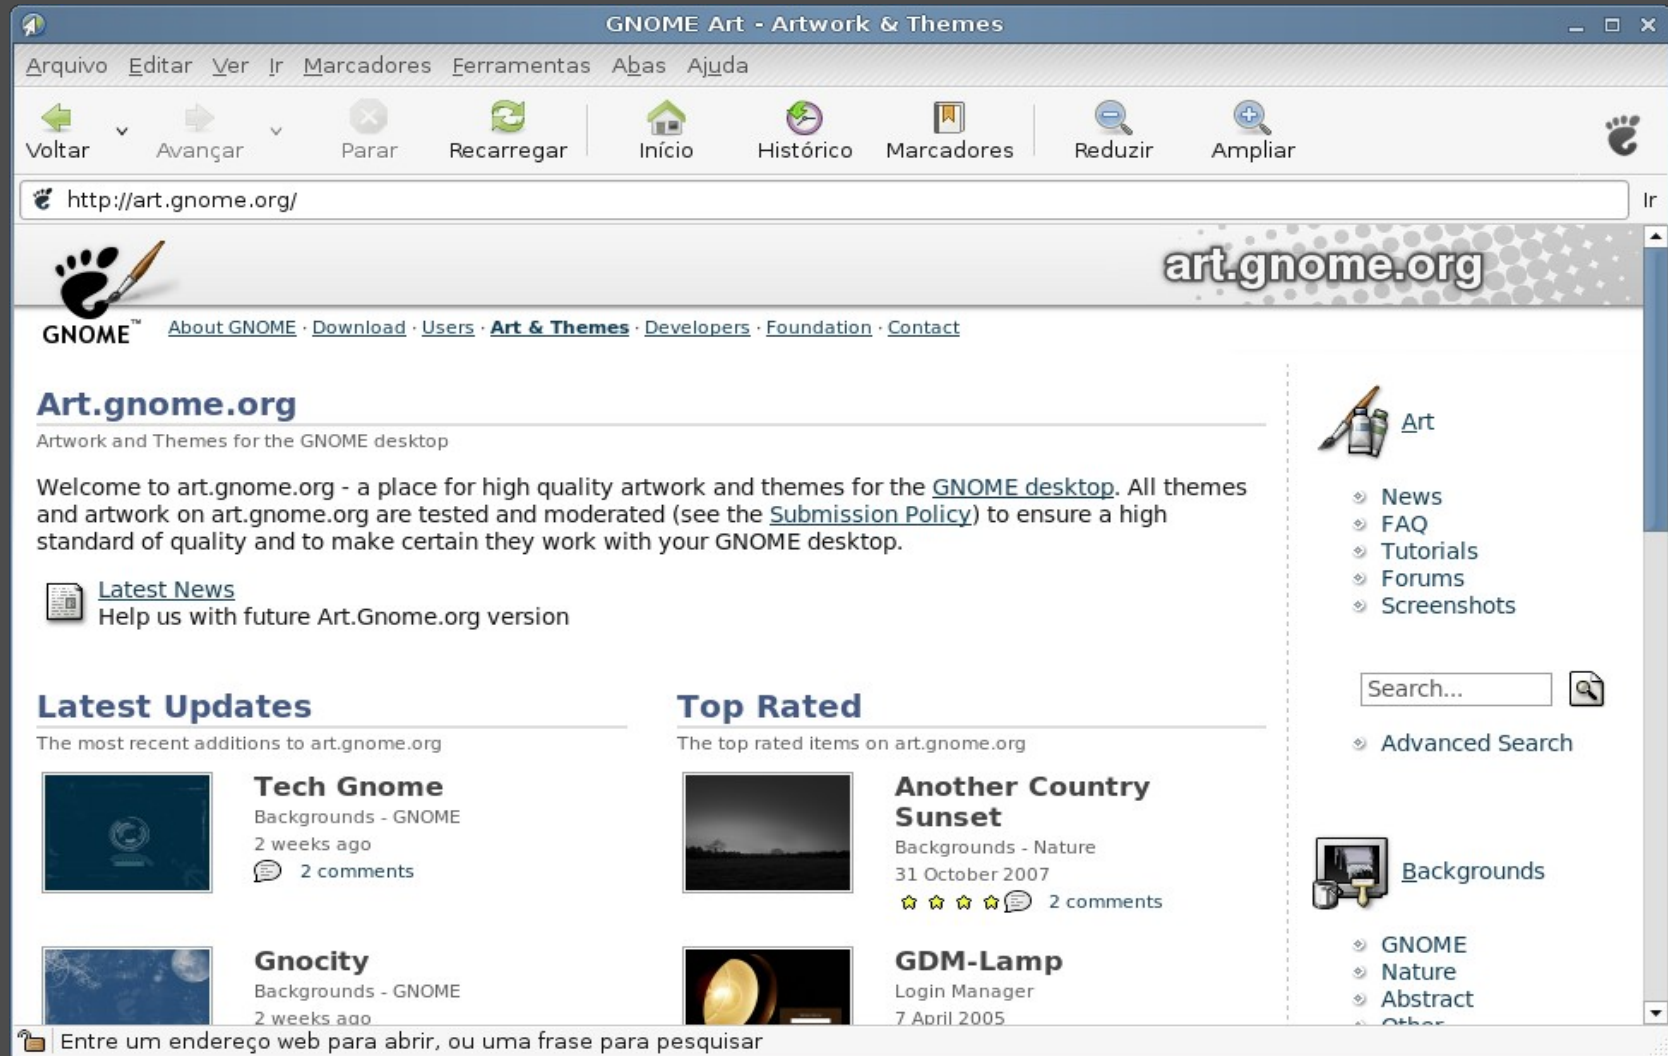 GNOME Art - Artwork & Themes
Arquivo Editar Ver Ir Marcadores Ferramentas Abas Ajuda
Voltar Avançar Parar Recarregar Início Histórico Marcadores Reduzir Ampliar
http://art.gnome.org/ Ir
art.gnome.org
GNOME™ About GNOME · Download · Users · Art & Themes · Developers · Foundation · Contact
Art.gnome.org
Artwork and Themes for the GNOME desktop
Welcome to art.gnome.org - a place for high quality artwork and themes for the GNOME desktop. All themes
and artwork on art.gnome.org are tested and moderated (see the Submission Policy) to ensure a high
standard of quality and to make certain they work with your GNOME desktop.
Latest News
Help us with future Art.Gnome.org version
Latest Updates
The most recent additions to art.gnome.org
Tech Gnome
Backgrounds - GNOME
2 weeks ago
2 comments
Gnocity
Backgrounds - GNOME
2 weeks ago
Top Rated
The top rated items on art.gnome.org
Another Country
Sunset
Backgrounds - Nature
31 October 2007
2 comments
GDM-Lamp
Login Manager
7 April 2005
Art
News
FAQ
Tutorials
Forums
Screenshots
Search...
Advanced Search
Backgrounds
GNOME
Nature
Abstract
Other
Entre um endereço web para abrir, ou uma frase para pesquisar